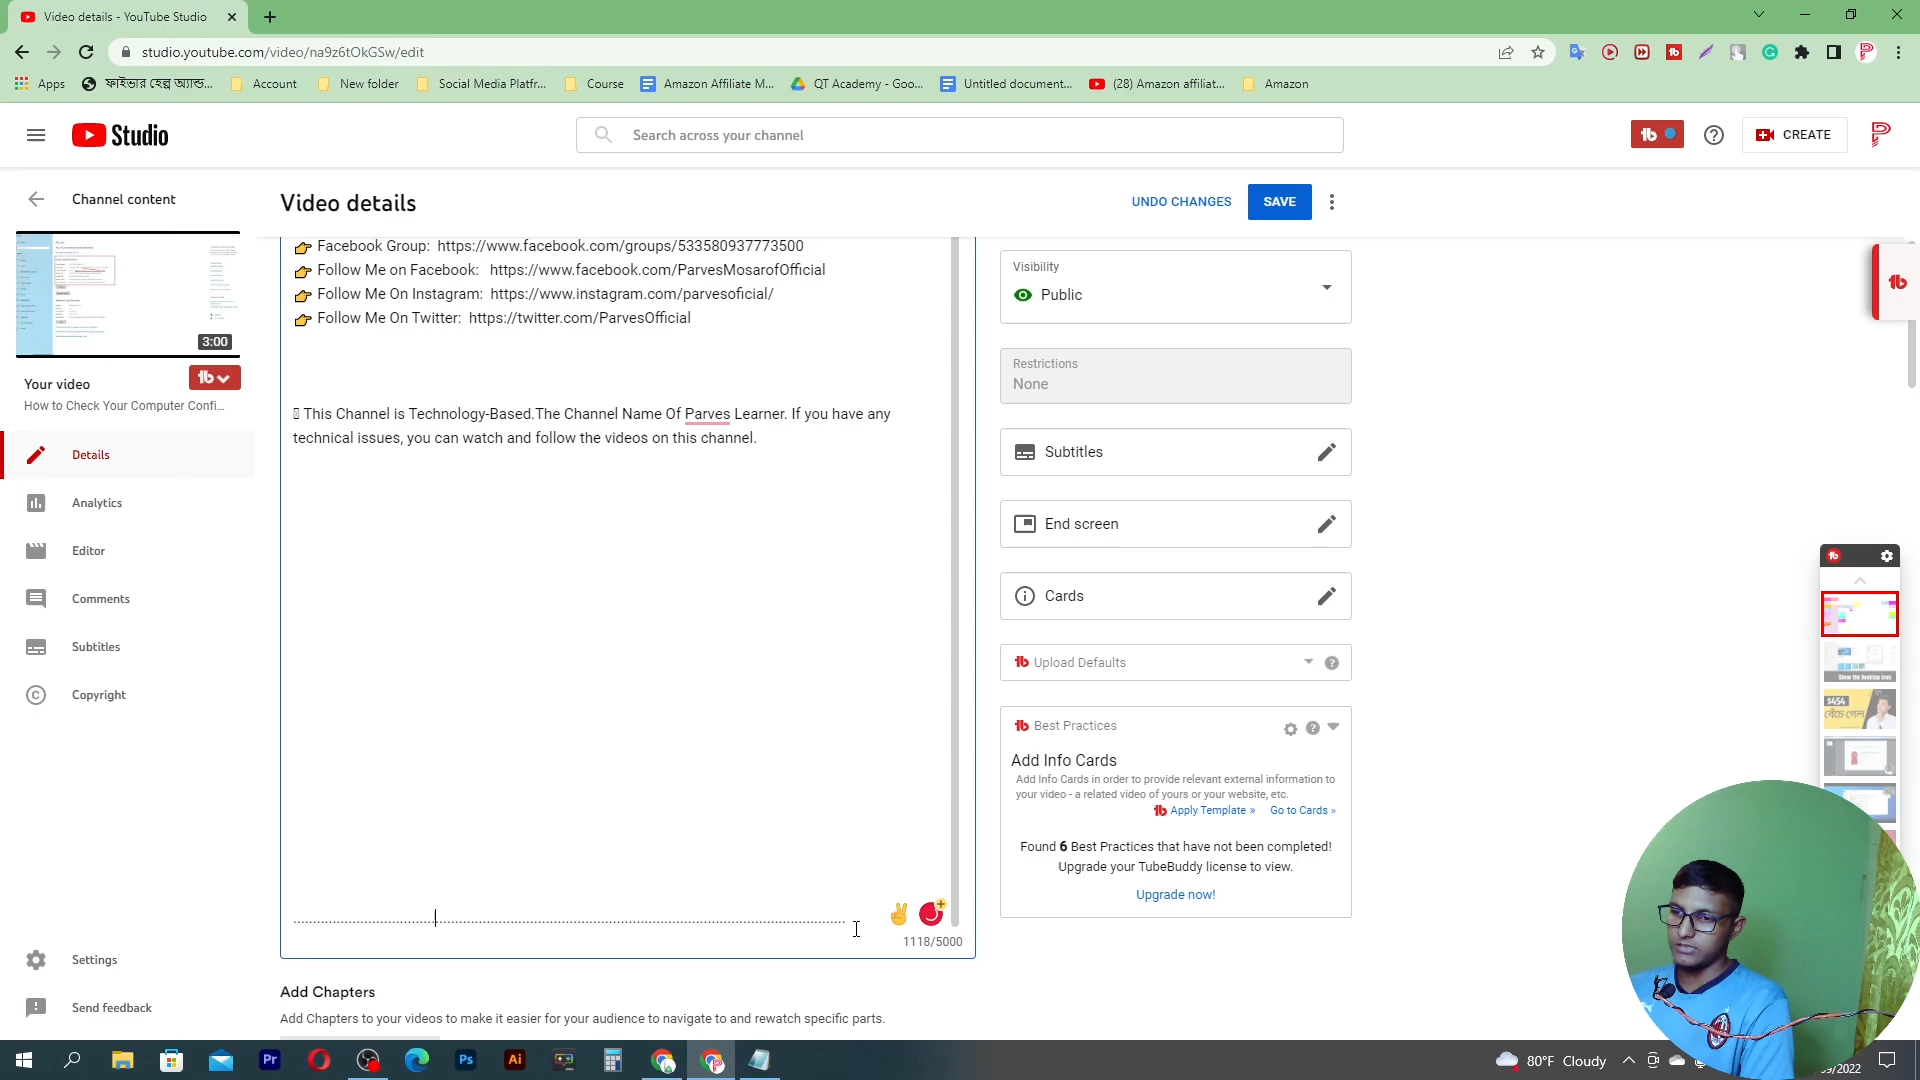 Video details - YouTube Studio
studio.youtube.com/video/na9z6tOkGSw/edit
Apps
ফাইভার হেল্প অ্যান্ড...
Account
New folder
Social Media Platfr...
Course
Amazon Affiliate M...
QT Academy - Goo...
Untitled document...
(28) Amazon affiliat...
Amazon
Studio
Search across your channel
CREATE
Channel content
Video details
UNDO CHANGES
SAVE
3:00
Your video
How to Check Your Computer Confi...
Details
Analytics
Editor
Comments
Subtitles
Copyright
Settings
Send feedback
👉 Facebook Group: https://www.facebook.com/groups/533580937773500
👉 Follow Me on Facebook: https://www.facebook.com/ParvesMosarofOfficial
👉 Follow Me On Instagram: https://www.instagram.com/parvesoficial/
👉 Follow Me On Twitter: https://twitter.com/ParvesOfficial
This Channel is Technology-Based.The Channel Name Of Parves Learner. If you have any
technical issues, you can watch and follow the videos on this channel.
1118/5000
Add Chapters
Add Chapters to your videos to make it easier for your audience to navigate to and rewatch specific parts.
Visibility
Public
Restrictions
None
Subtitles
End screen
Cards
Upload Defaults
Best Practices
Add Info Cards
Add Info Cards in order to provide relevant external information to
your video - a related video of yours or your website, etc.
Apply Template » Go to Cards »
Found 6 Best Practices that have not been completed!
Upgrade your TubeBuddy license to view.
Upgrade now!
Show the Desktop Icon
$454
বেঁচে গেল
Pr
Ps
Ai
80°F Cloudy